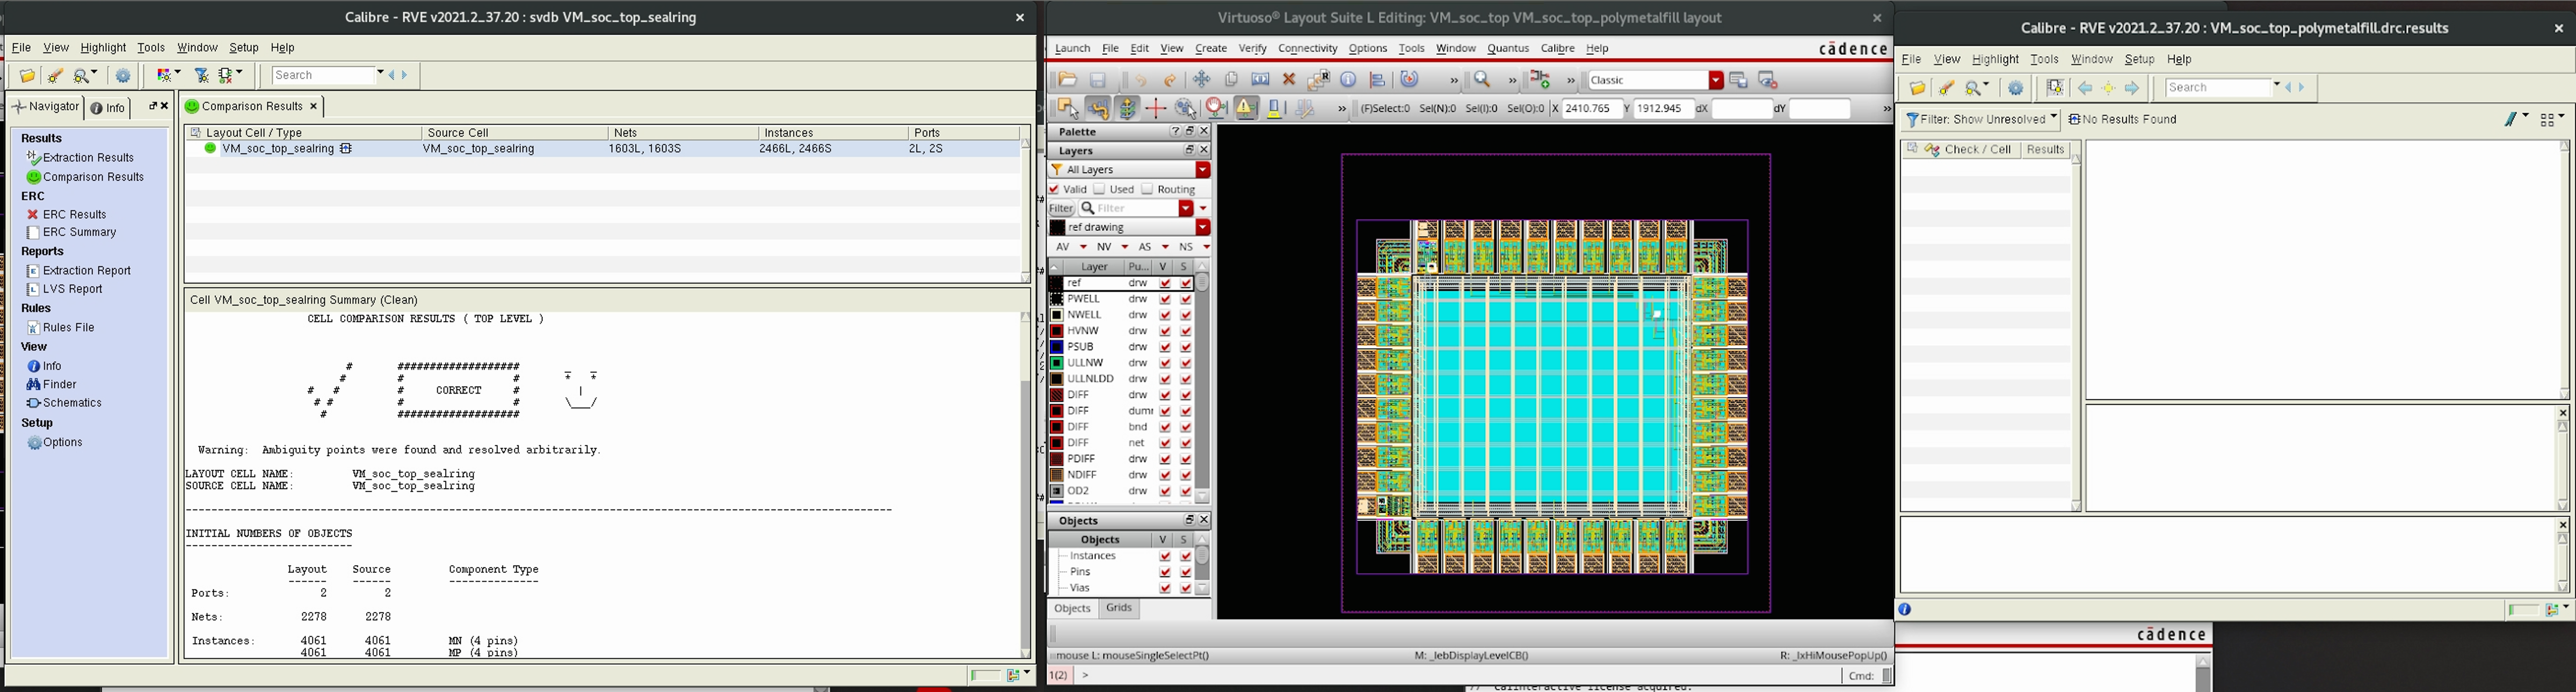 Calibre - RVE v2021.2_37.20 : svdb VM_soc_top_sealring
File View Highlight Tools Window Setup Help
Search
Navigator Info
Comparison Results
Results
Extraction Results
Comparison Results
ERC
ERC Results
ERC Summary
Reports
Extraction Report
LVS Report
Rules
Rules File
View
Info
Finder
Schematics
Setup
Options
Layout Cell / Type Source Cell Nets Instances Ports
VM_soc_top_sealring VM_soc_top_sealring 1603L, 1603S 2466L, 2466S 2L, 2S
Cell VM_soc_top_sealring Summary (Clean)
CELL COMPARISON RESULTS ( TOP LEVEL )
# ################### _ _
# # # * *
# # # CORRECT # |
# # # # \___/
# ###################
Warning: Ambiguity points were found and resolved arbitrarily.
LAYOUT CELL NAME: VM_soc_top_sealring
SOURCE CELL NAME: VM_soc_top_sealring
INITIAL NUMBERS OF OBJECTS
Layout Source Component Type
Ports: 2 2
Nets: 2278 2278
Instances: 4061 4061 MN (4 pins)
4061 4061 MP (4 pins)
Virtuoso® Layout Suite L Editing: VM_soc_top VM_soc_top_polymetalfill layout
Launch File Edit View Create Verify Connectivity Options Tools Window Quantus Calibre Help
cādence
Classic
(F)Select:0 Sel(N):0 Sel(I):0 Sel(O):0 X 2410.765 Y 1912.945 dX dY
Palette
Layers
All Layers
Valid Used Routing
Filter Filter
ref drawing
AV NV AS NS
Layer Pu... V S
ref drw
PWELL drw
NWELL drw
HVNW drw
PSUB drw
ULLNW drw
ULLNLDD drw
DIFF drw
DIFF dumr
DIFF bnd
DIFF net
PDIFF drw
NDIFF drw
OD2 drw
Objects
Objects V S
Instances
Pins
Vias
Objects Grids
mouse L: mouseSingleSelectPt() M: _lebDisplayLevelCB() R: _lxHiMousePopUp()
1(2) > Cmd:
Calibre - RVE v2021.2_37.20 : VM_soc_top_polymetalfill.drc.results
File View Highlight Tools Window Setup Help
Search
Filter: Show Unresolved No Results Found
Check / Cell Results
cādence
// Calinteractive license acquired.